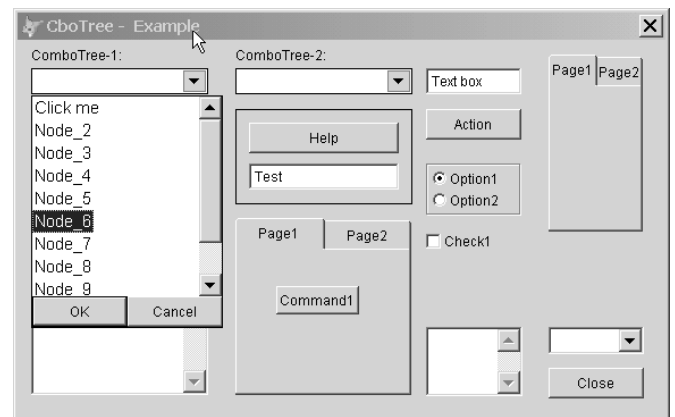 CboTree - Example
ComboTree-1:
ComboTree-2:
Text box
Page1 Page2
Click me
Node_2
Node_3
Node_4
Node_5
Node_6
Node_7
Node_8
Node_9
OK Cancel
Help
Test
Action
Option1
Option2
Page1 Page2
Check1
Command1
Close